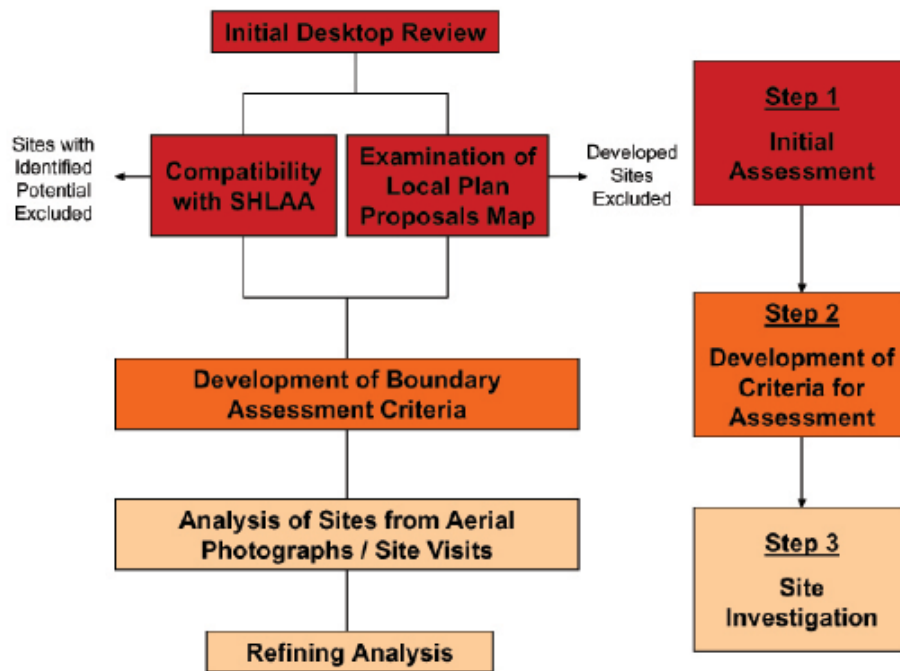 Initial Desktop Review
Sites with
Identified
Potential
Excluded
Compatibility
with SHLAA
Examination of
Local Plan
Proposals Map
Developed
Sites
Excluded
Development of Boundary
Assessment Criteria
Analysis of Sites from Aerial
Photographs / Site Visits
Refining Analysis
Step 1
Initial
Assessment
Step 2
Development of
Criteria for
Assessment
Step 3
Site
Investigation